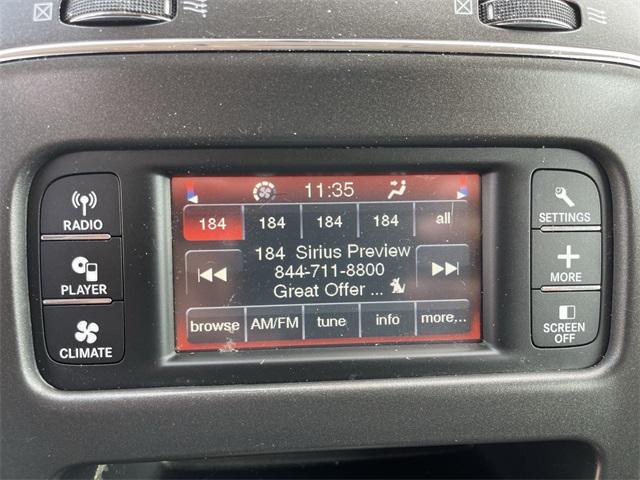 11:35
184 184 184 184 all
184 Sirius Preview
844-711-8800
Great Offer ...
browse AM/FM tune info more...
RADIO
PLAYER
CLIMATE
SETTINGS
MORE
SCREEN
OFF